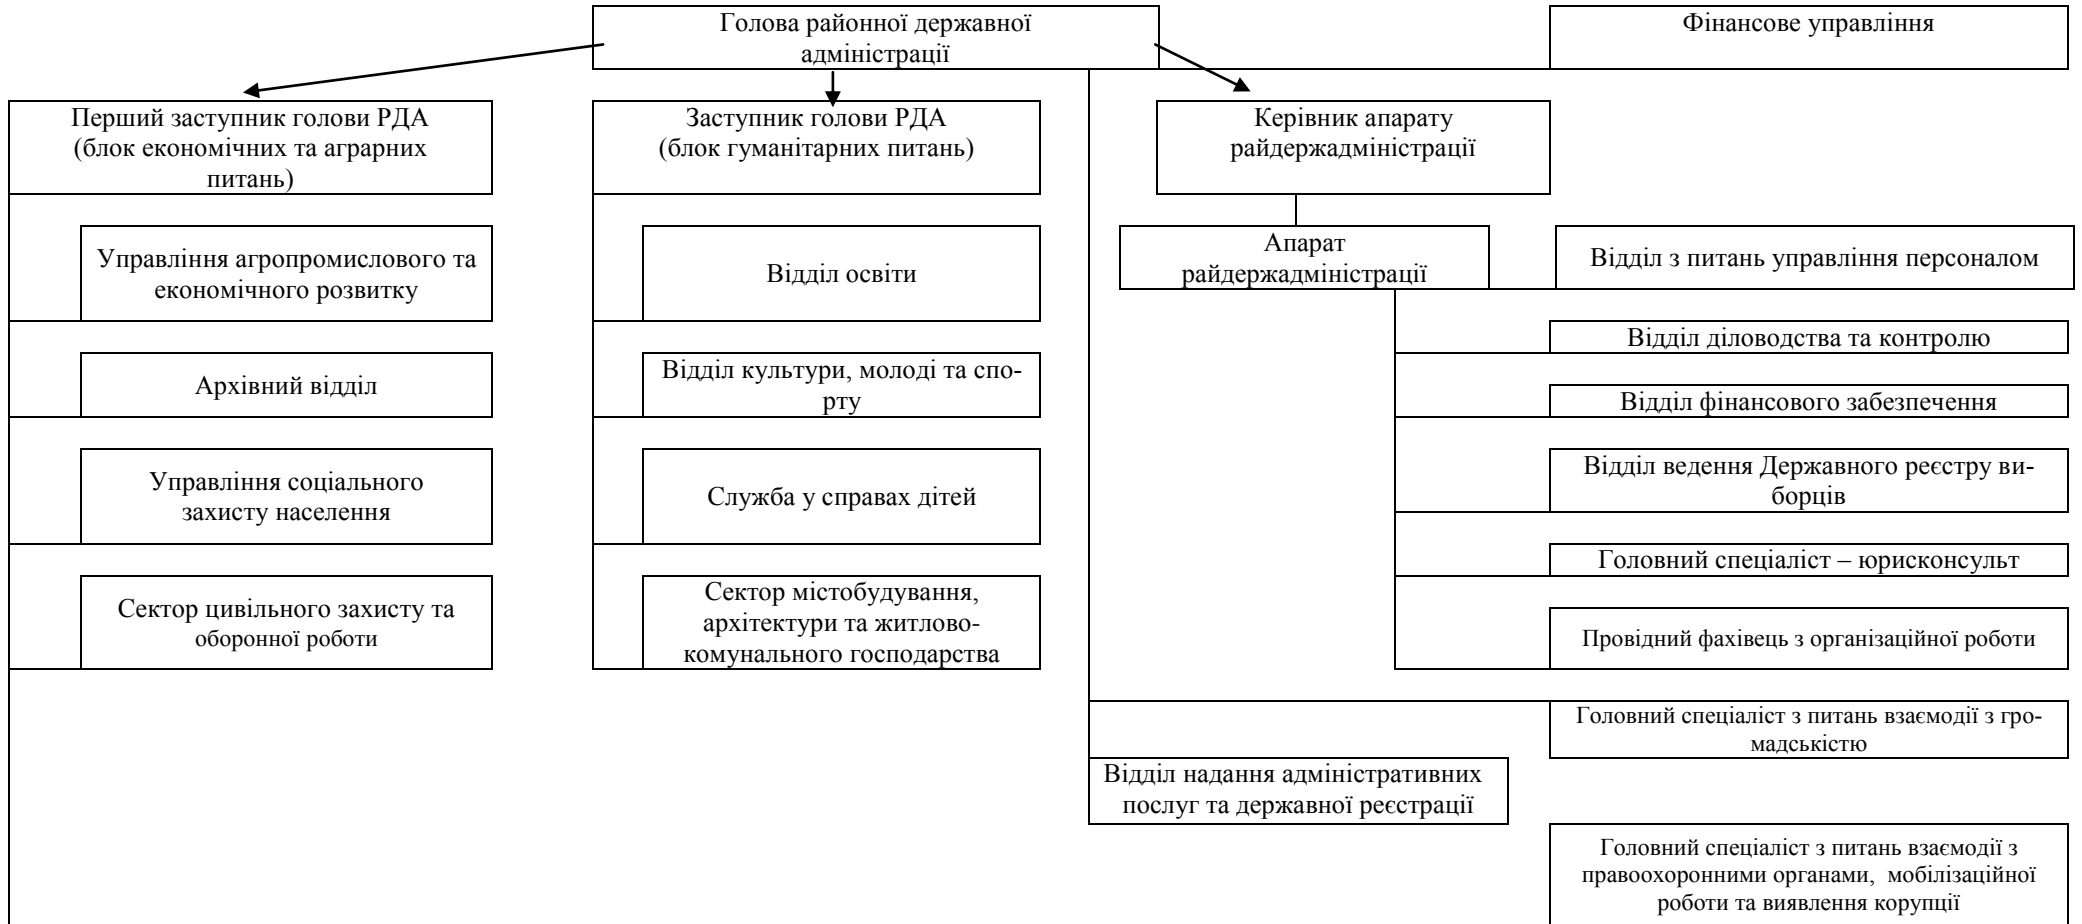 Голова районної державної
адміністрації
Фінансове управління
Перший заступник голови РДА
(блок економічних та аграрних
питань)
Заступник голови РДА
(блок гуманітарних питань)
Керівник апарату
райдержадміністрації
Управління агропромислового та
економічного розвитку
Відділ освіти
Апарат
райдержадміністрації
Відділ з питань управління персоналом
Відділ діловодства та контролю
Архівний відділ
Відділ культури, молоді та спо-
рту
Відділ фінансового забезпечення
Управління соціального
захисту населення
Служба у справах дітей
Відділ ведення Державного реєстру ви-
борців
Головний спеціаліст – юрисконсульт
Сектор цивільного захисту та
оборонної роботи
Сектор містобудування,
архітектури та житлово-
комунального господарства
Провідний фахівець з організаційної роботи
Головний спеціаліст з питань взаємодії з гро-
мадськістю
Відділ надання адміністративних
послуг та державної реєстрації
Головний спеціаліст з питань взаємодії з
правоохоронними органами, мобілізаційної
роботи та виявлення корупції